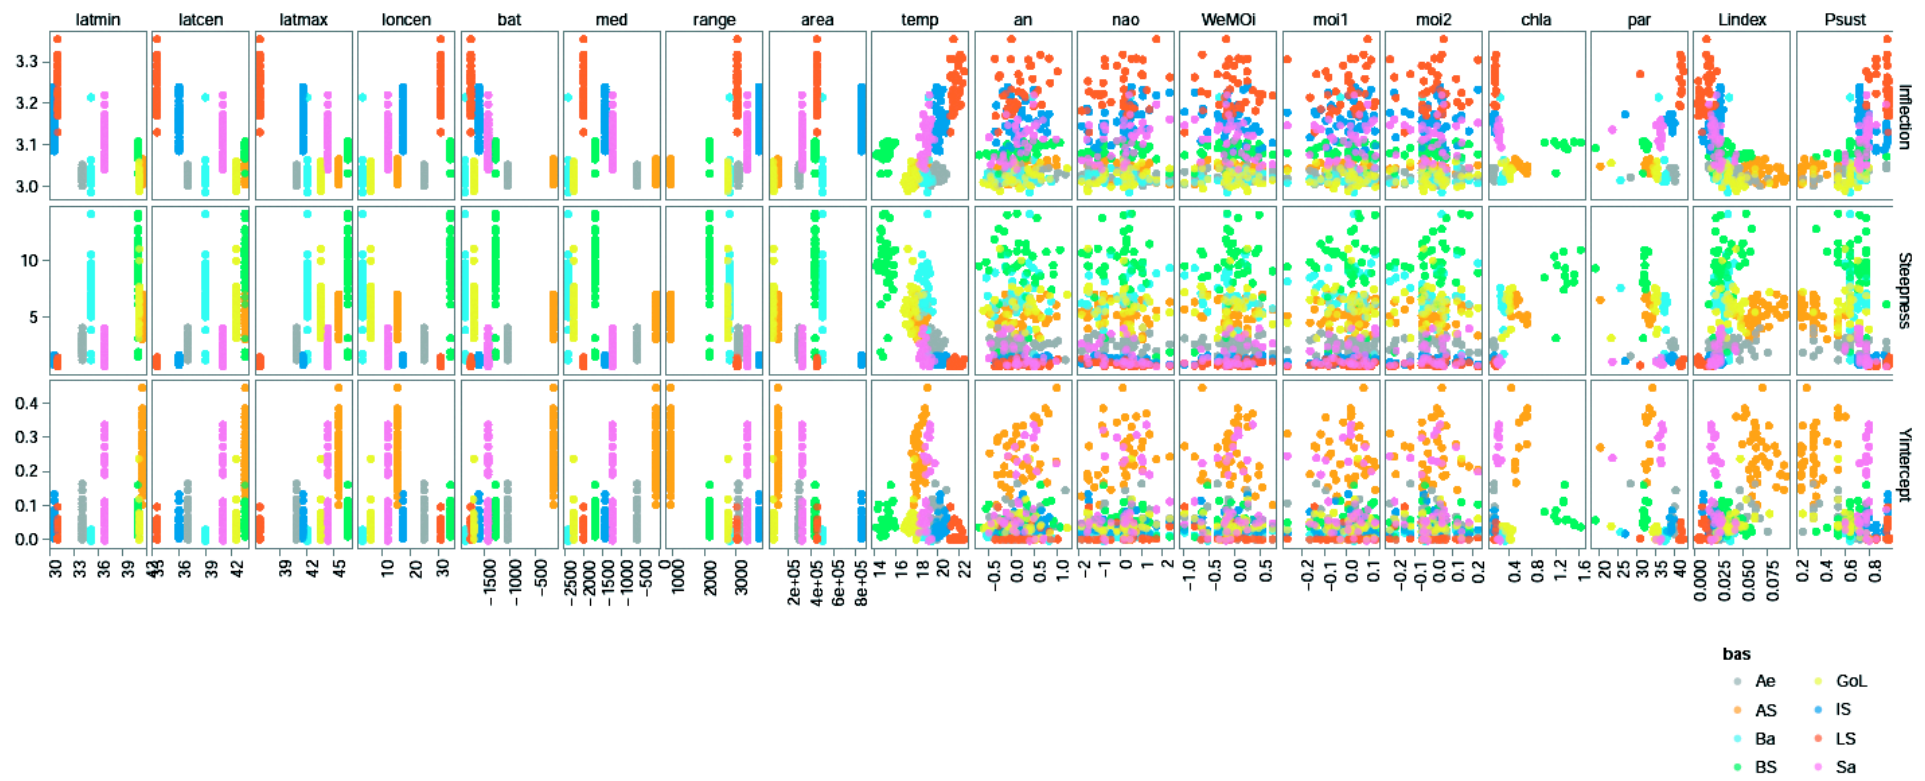 latmin latcen latmax loncen bat med range area temp an nao WeMOi moi1 moi2 chla par Lindex Psust
3.3
3.2
3.1
3.0
Inflection
10
5
Steepness
0.4
0.3
0.2
0.1
0.0
Yintercept
30 33 36 39 42 33 36 39 42 39 42 45 10 20 30 −1500 −1000 −500 −2500 −2000 −1500 −1000 −500 0 1000 2000 3000 2e+05 4e+05 6e+05 8e+05 14 16 18 20 22 −0.5 0.0 0.5 1.0 −2 −1 0 1 2 −1.0 −0.5 0.0 0.5 −0.2 −0.1 0.0 0.1 −0.2 −0.1 0.0 0.1 0.2 0.4 0.8 1.2 1.6 20 25 30 35 40 0.000 0.025 0.050 0.075 0.2 0.4 0.6 0.8
bas
Ae GoL
AS IS
Ba LS
BS Sa